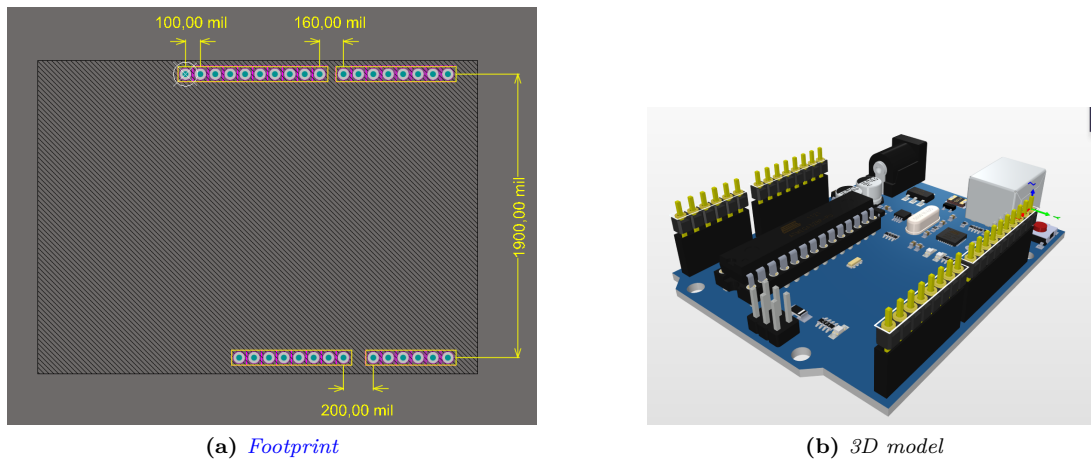 100,00 mil
160,00 mil
1900,00 mil
200,00 mil
(a) Footprint
(b) 3D model